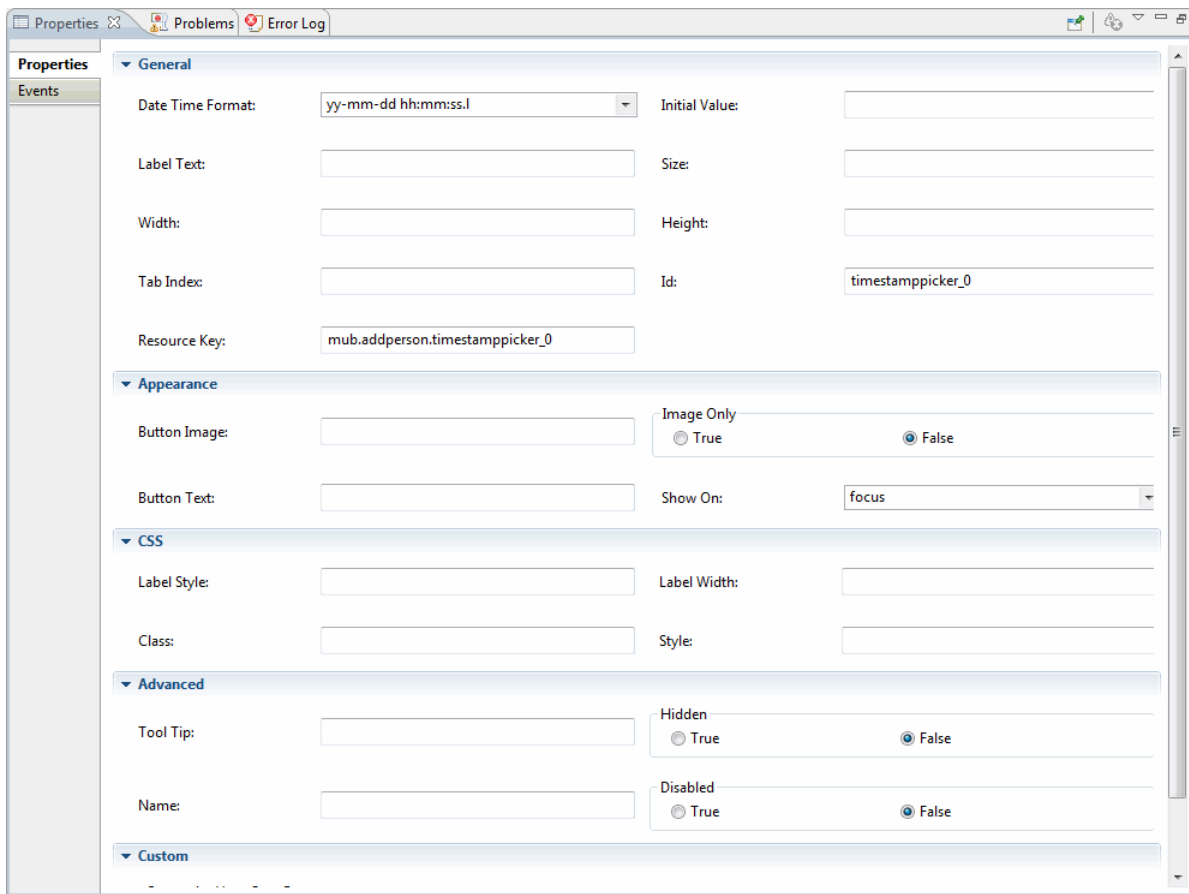 Properties Problems Error Log
Properties
Events
General
Date Time Format: yy-mm-dd hh:mm:ss.l Initial Value:
Label Text: Size:
Width: Height:
Tab Index: Id: timestamppicker_0
Resource Key: mub.addperson.timestamppicker_0
Appearance
Button Image: Image Only True False
Button Text: Show On: focus
CSS
Label Style: Label Width:
Class: Style:
Advanced
Tool Tip: Hidden True False
Name: Disabled True False
Custom